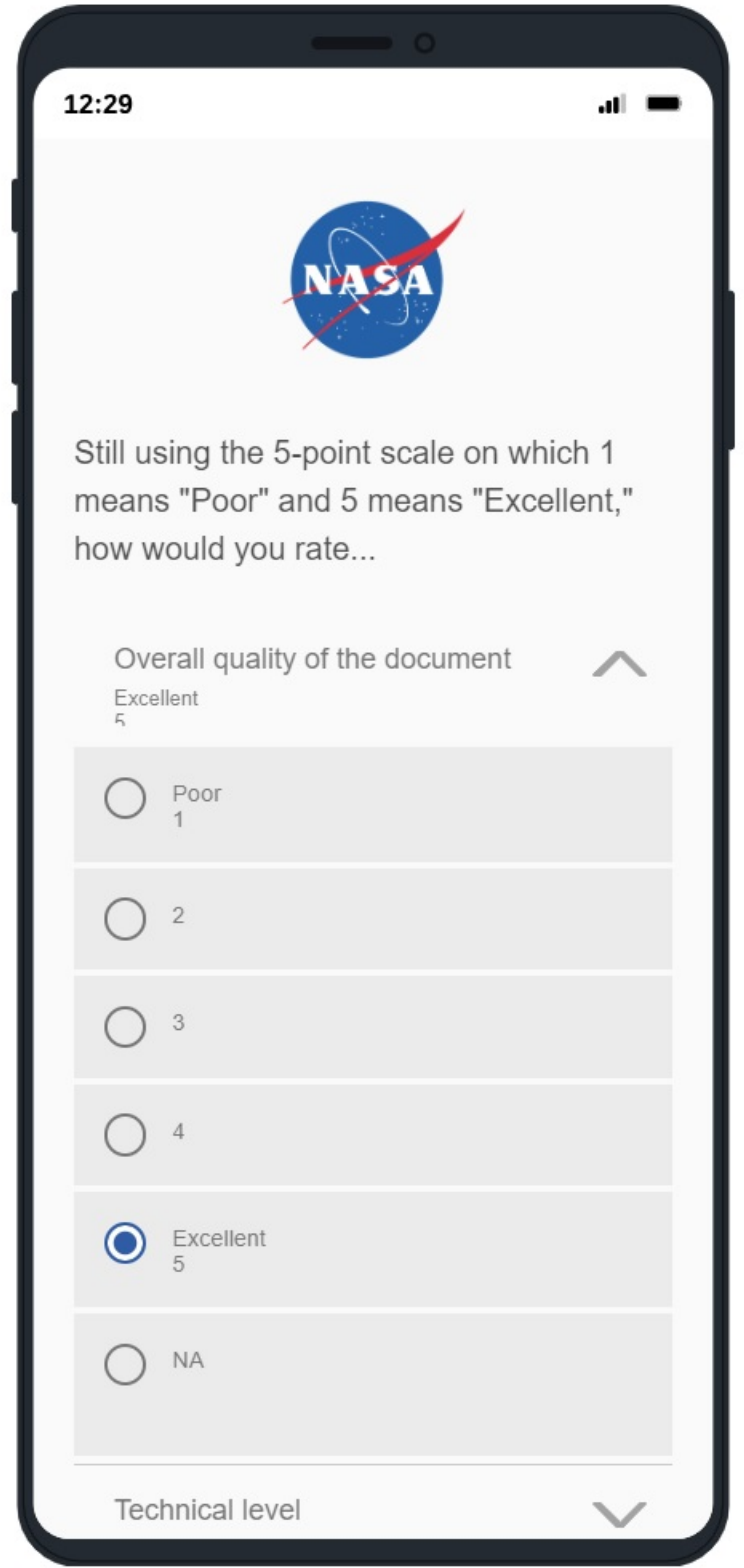 12:29
NASA
Still using the 5-point scale on which 1
means "Poor" and 5 means "Excellent,"
how would you rate...
Overall quality of the document
Excellent
5
Poor
1
2
3
4
Excellent
5
NA
Technical level